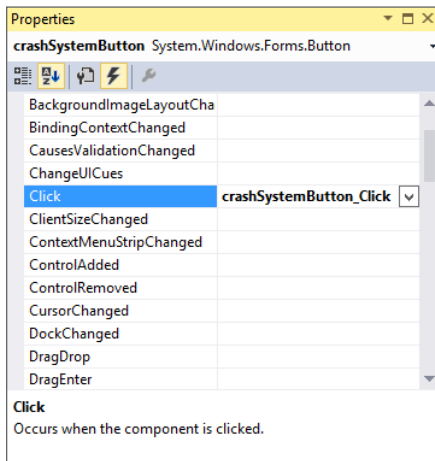 Properties
crashSystemButton System.Windows.Forms.Button
BackgroundImageLayoutCha
BindingContextChanged
CausesValidationChanged
ChangeUICues
Click crashSystemButton_Click
ClientSizeChanged
ContextMenuStripChanged
ControlAdded
ControlRemoved
CursorChanged
DockChanged
DragDrop
DragEnter
Click
Occurs when the component is clicked.